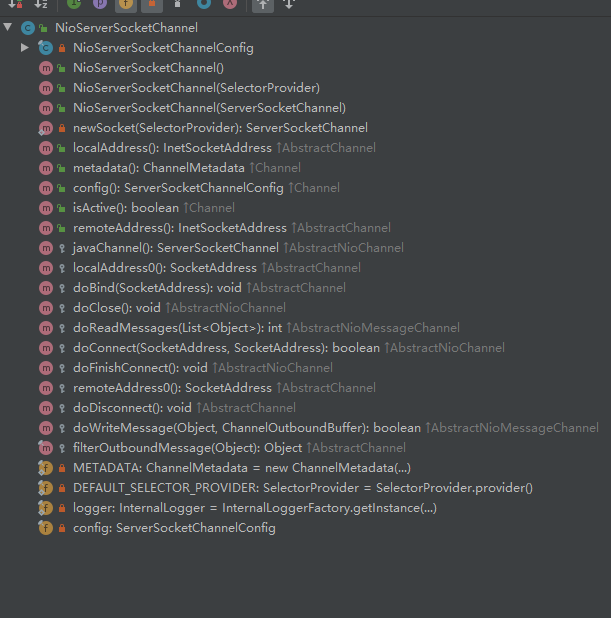 NioServerSocketChannel
NioServerSocketChannelConfig
NioServerSocketChannel()
NioServerSocketChannel(SelectorProvider)
NioServerSocketChannel(ServerSocketChannel)
newSocket(SelectorProvider): ServerSocketChannel
localAddress(): InetSocketAddress ↑AbstractChannel
metadata(): ChannelMetadata ↑Channel
config(): ServerSocketChannelConfig ↑Channel
isActive(): boolean ↑Channel
remoteAddress(): InetSocketAddress ↑AbstractChannel
javaChannel(): ServerSocketChannel ↑AbstractNioChannel
localAddress0(): SocketAddress ↑AbstractChannel
doBind(SocketAddress): void ↑AbstractChannel
doClose(): void ↑AbstractNioChannel
doReadMessages(List<Object>): int ↑AbstractNioMessageChannel
doConnect(SocketAddress, SocketAddress): boolean ↑AbstractNioChannel
doFinishConnect(): void ↑AbstractNioChannel
remoteAddress0(): SocketAddress ↑AbstractChannel
doDisconnect(): void ↑AbstractChannel
doWriteMessage(Object, ChannelOutboundBuffer): boolean ↑AbstractNioMessageChannel
filterOutboundMessage(Object): Object ↑AbstractChannel
METADATA: ChannelMetadata = new ChannelMetadata(...)
DEFAULT_SELECTOR_PROVIDER: SelectorProvider = SelectorProvider.provider()
logger: InternalLogger = InternalLoggerFactory.getInstance(...)
config: ServerSocketChannelConfig